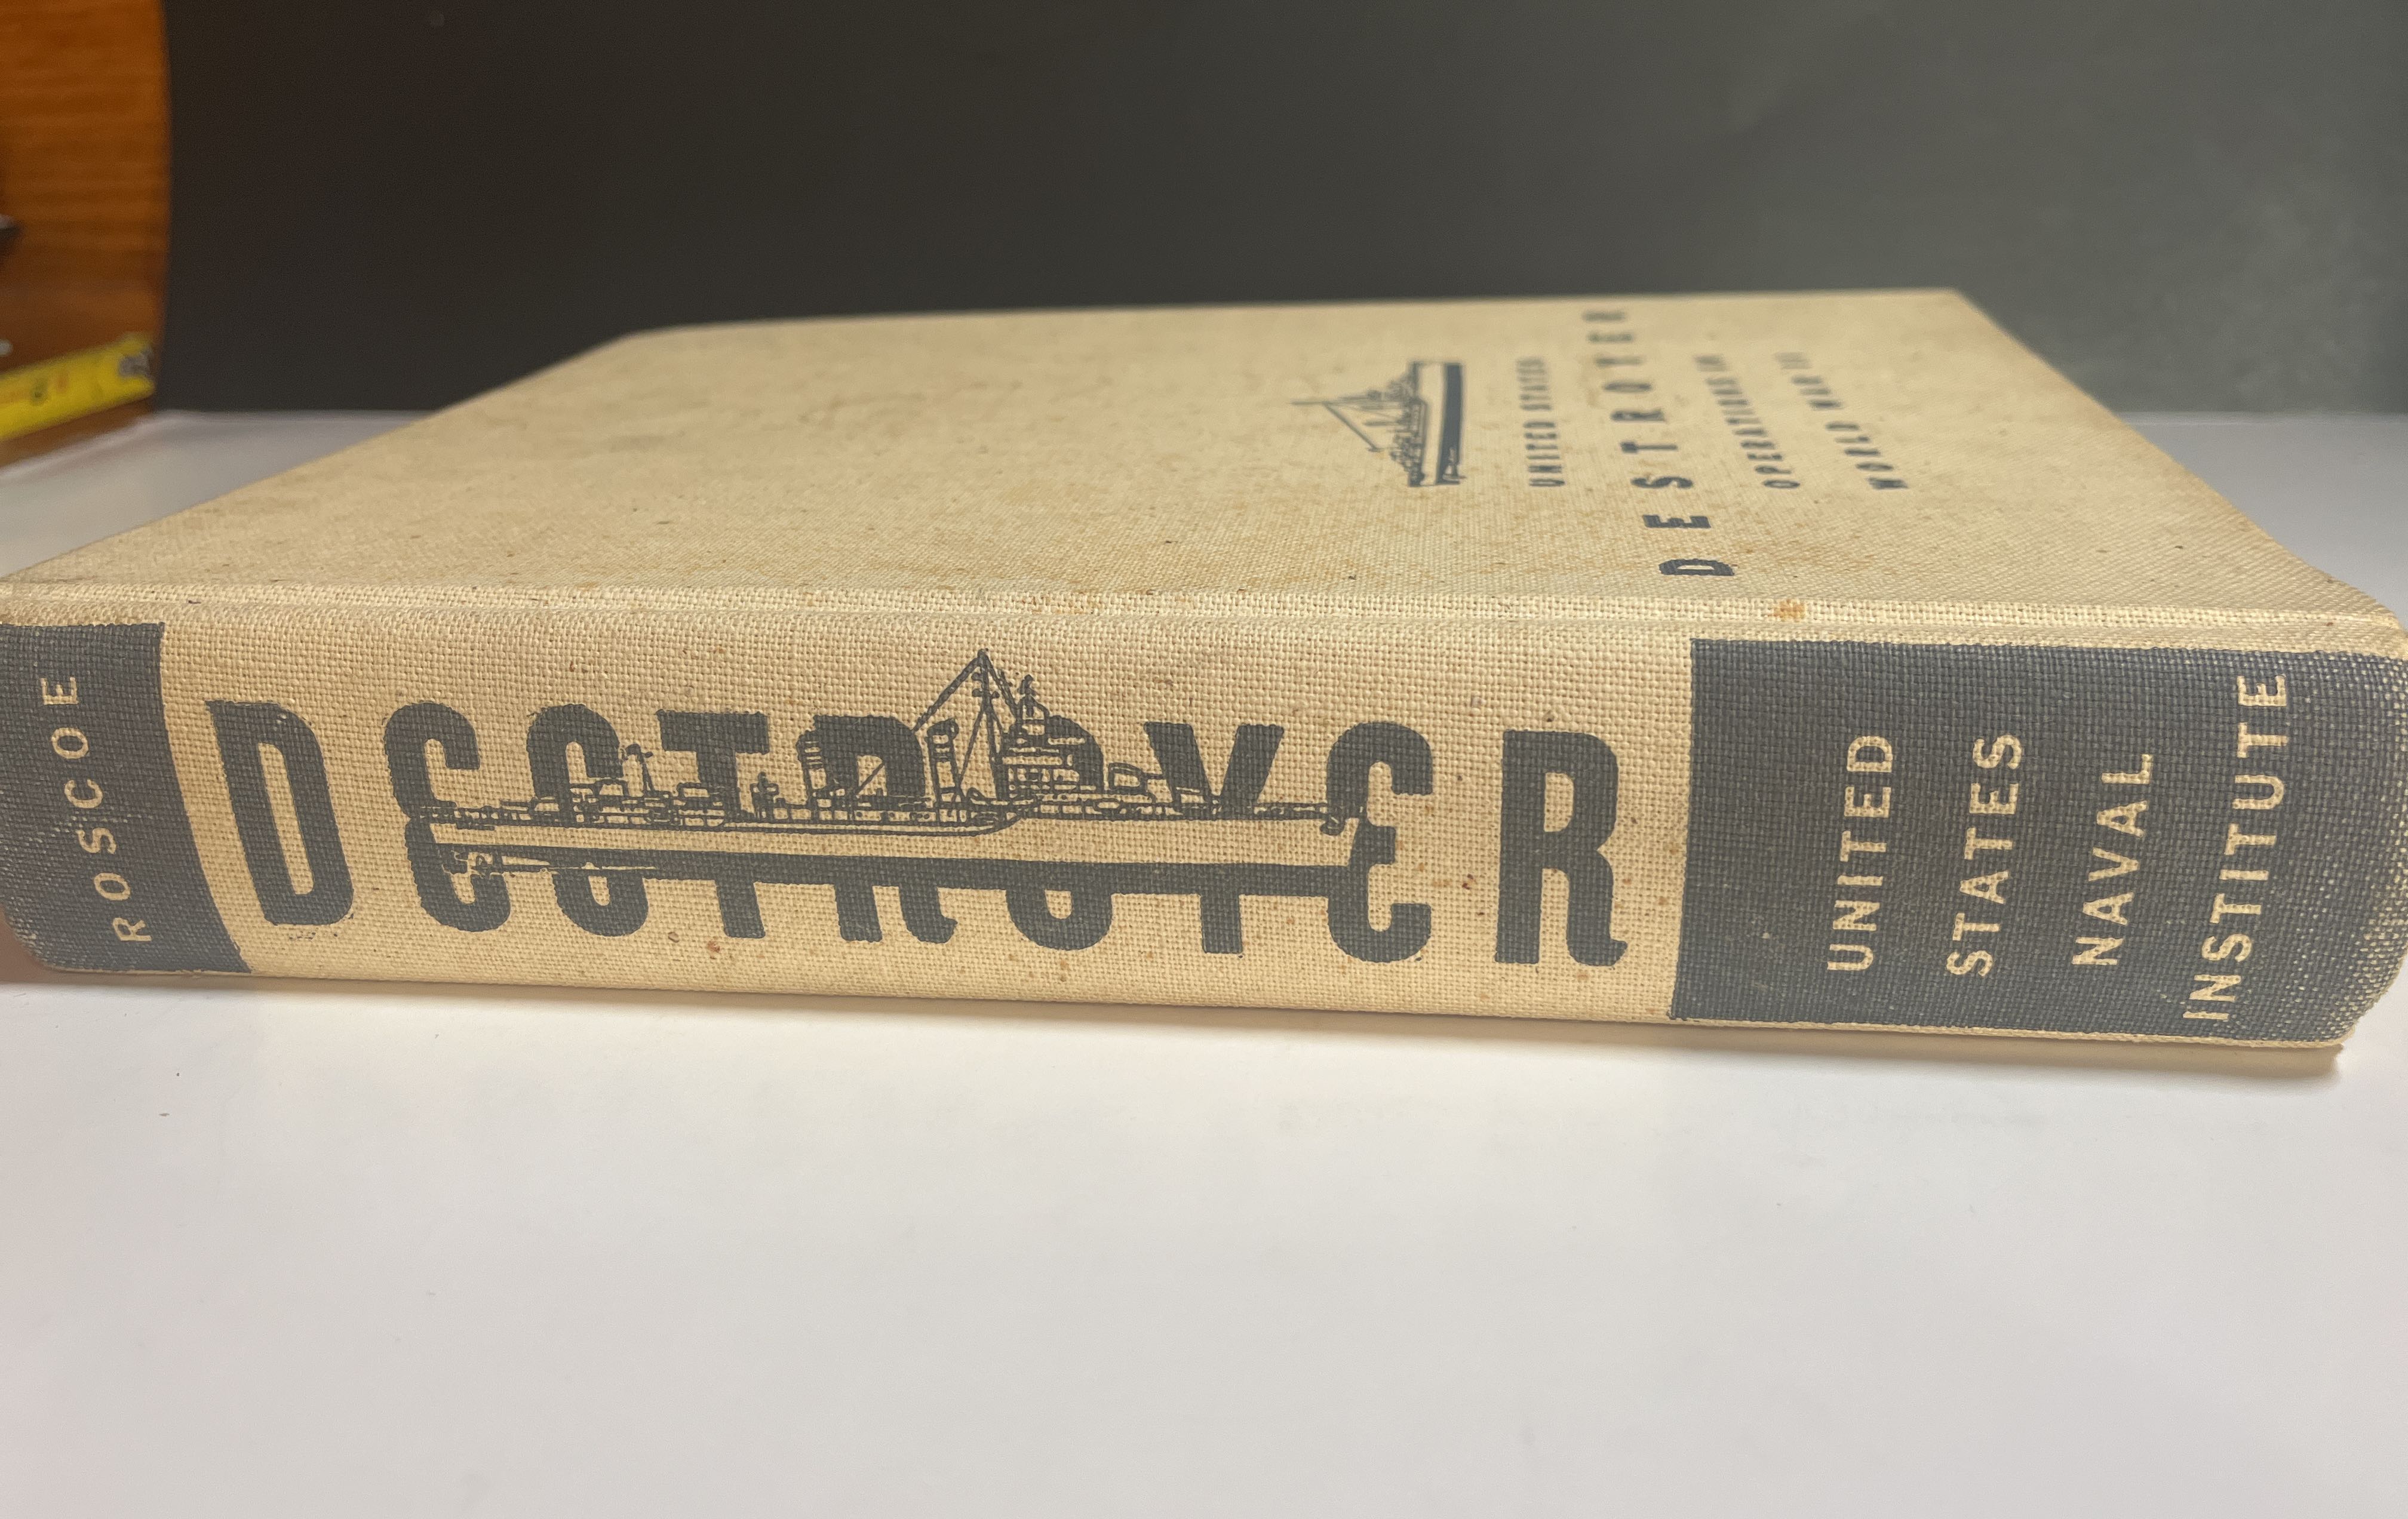 ROSCOE
DESTROYER
UNITED
STATES
NAVAL
INSTITUTE
UNITED STATES
DESTROYER
OPERATIONS IN
WORLD WAR II